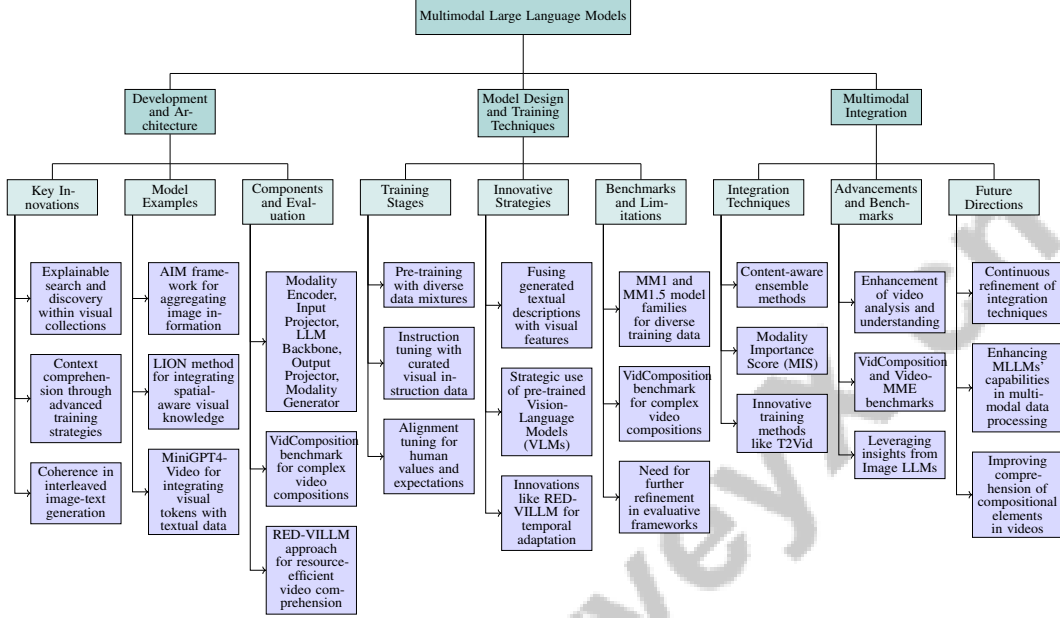 Multimodal Large Language Models
Development
and Ar-
chitecture
Model Design
and Training
Techniques
Multimodal
Integration
Key In-
novations
Model
Examples
Components
and Eval-
uation
Training
Stages
Innovative
Strategies
Benchmarks
and Lim-
itations
Integration
Techniques
Advancements
and Bench-
marks
Future
Directions
Explainable
search and
discovery
within visual
collections
Context
comprehen-
sion through
advanced
training
strategies
Coherence in
interleaved
image-text
generation
AIM frame-
work for
aggregating
image in-
formation
LION method
for integrating
spatial-
aware visual
knowledge
MiniGPT4-
Video for
integrating
visual
tokens with
textual data
Modality
Encoder,
Input
Projector,
LLM
Backbone,
Output
Projector,
Modality
Generator
VidComposition
benchmark
for complex
video
compositions
RED-VILLM
approach for
resource-
efficient
video com-
prehension
Pre-training
with diverse
data mixtures
Instruction
tuning with
curated
visual in-
struction data
Alignment
tuning for
human
values and
expectations
Fusing
generated
textual
descriptions
with visual
features
Strategic use
of pre-trained
Vision-
Language
Models
(VLMs)
Innovations
like RED-
VILLM for
temporal
adaptation
MM1 and
MM1.5 model
families
for diverse
training data
VidComposition
benchmark
for complex
video
compositions
Need for
further
refinement
in evaluative
frameworks
Content-aware
ensemble
methods
Modality
Importance
Score (MIS)
Innovative
training
methods
like T2Vid
Enhancement
of video
analysis and
understanding
VidComposition
and Video-
MME
benchmarks
Leveraging
insights from
Image LLMs
Continuous
refinement of
integration
techniques
Enhancing
MLLMs'
capabilities
in multi-
modal data
processing
Improving
compre-
hension of
compositional
elements
in videos